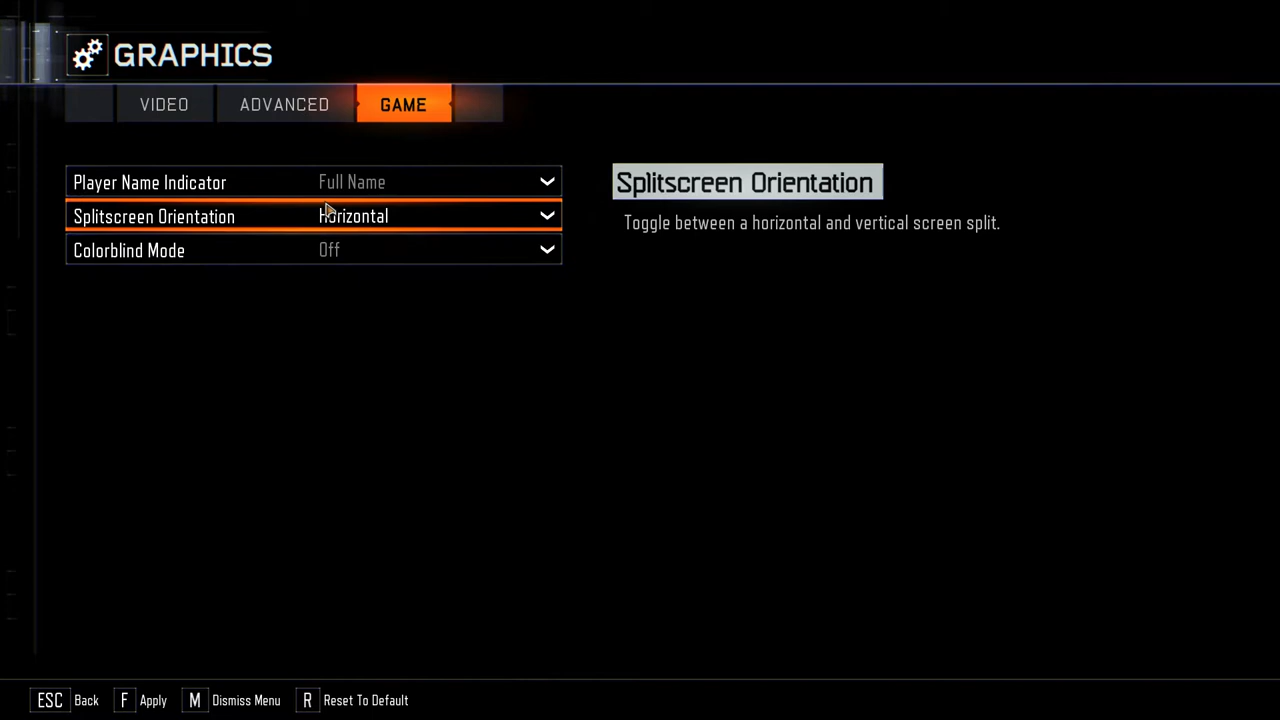 GRAPHICS
VIDEO ADVANCED GAME
Player Name Indicator Full Name
Splitscreen Orientation Horizontal
Colorblind Mode Off
Splitscreen Orientation
Toggle between a horizontal and vertical screen split.
ESC Back F Apply M Dismiss Menu R Reset To Default